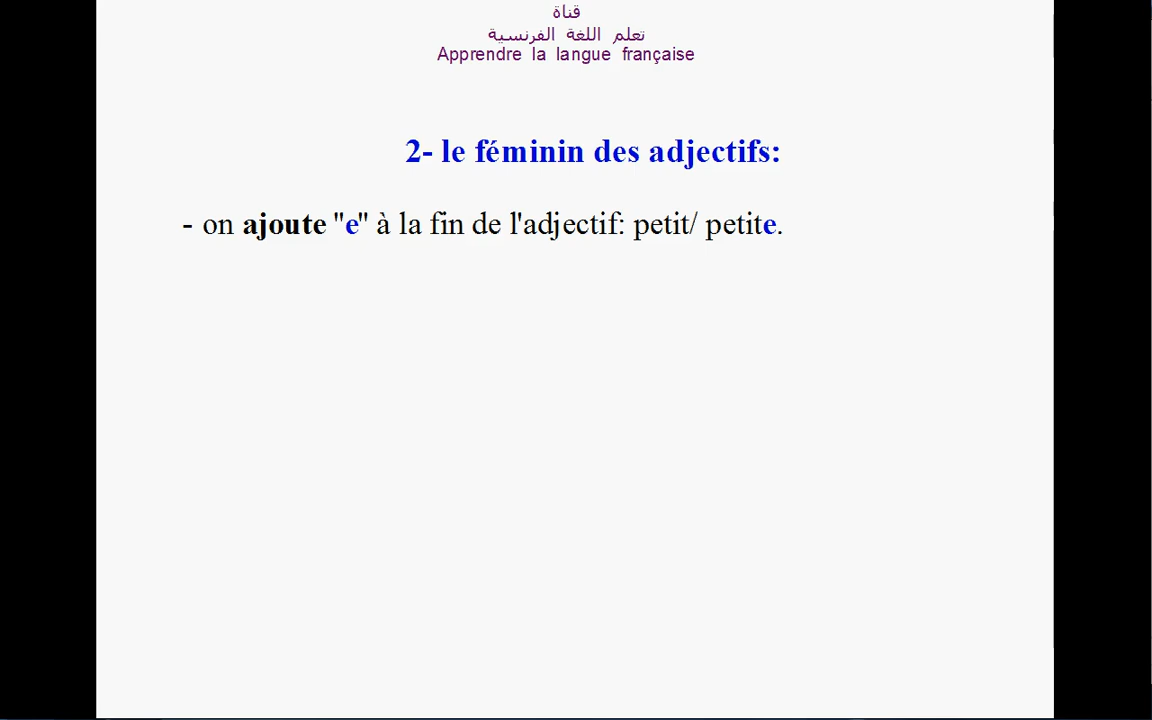 قناة
تعلم اللغة الفرنسية
Apprendre la langue française
2- le féminin des adjectifs:
- on ajoute "e" à la fin de l'adjectif: petit/ petite.